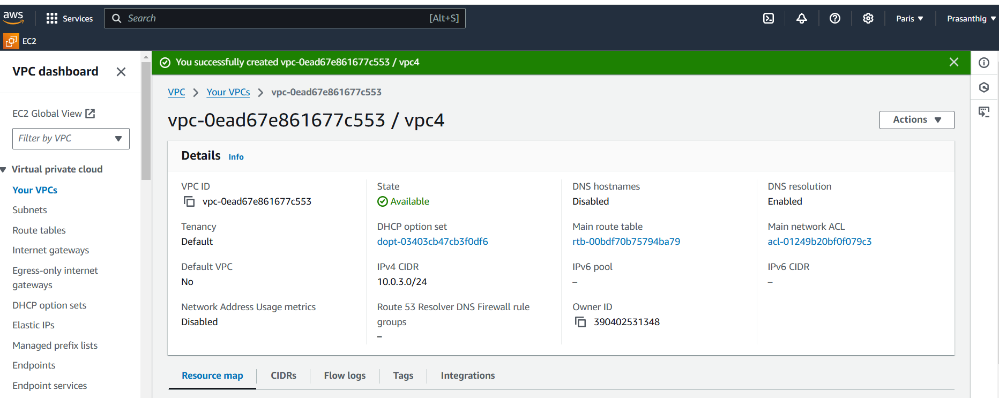 aws
Services
Search
[Alt+S]
Paris
Prasanthig
EC2
VPC dashboard
EC2 Global View
Filter by VPC
Virtual private cloud
Your VPCs
Subnets
Route tables
Internet gateways
Egress-only internet
gateways
DHCP option sets
Elastic IPs
Managed prefix lists
Endpoints
Endpoint services
You successfully created vpc-0ead67e861677c553 / vpc4
VPC > Your VPCs > vpc-0ead67e861677c553
vpc-0ead67e861677c553 / vpc4
Actions
Details Info
VPC ID
vpc-0ead67e861677c553
State
Available
DNS hostnames
Disabled
DNS resolution
Enabled
Tenancy
Default
DHCP option set
dopt-03403cb47cb3f0df6
Main route table
rtb-00bdf70b75794ba79
Main network ACL
acl-01249b20bf0f079c3
Default VPC
No
IPv4 CIDR
10.0.3.0/24
IPv6 pool
–
IPv6 CIDR
–
Network Address Usage metrics
Disabled
Route 53 Resolver DNS Firewall rule
groups
–
Owner ID
390402531348
Resource map
CIDRs
Flow logs
Tags
Integrations